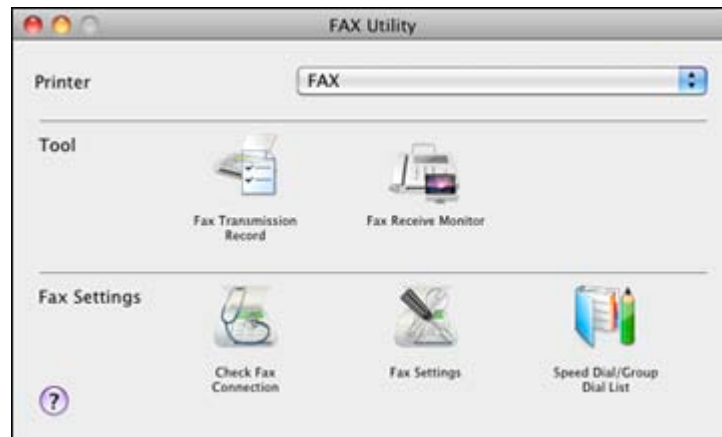 FAX Utility
Printer
FAX
Tool
Fax Transmission
Record
Fax Receive Monitor
Fax Settings
Check Fax
Connection
Fax Settings
Speed Dial/Group
Dial List
?